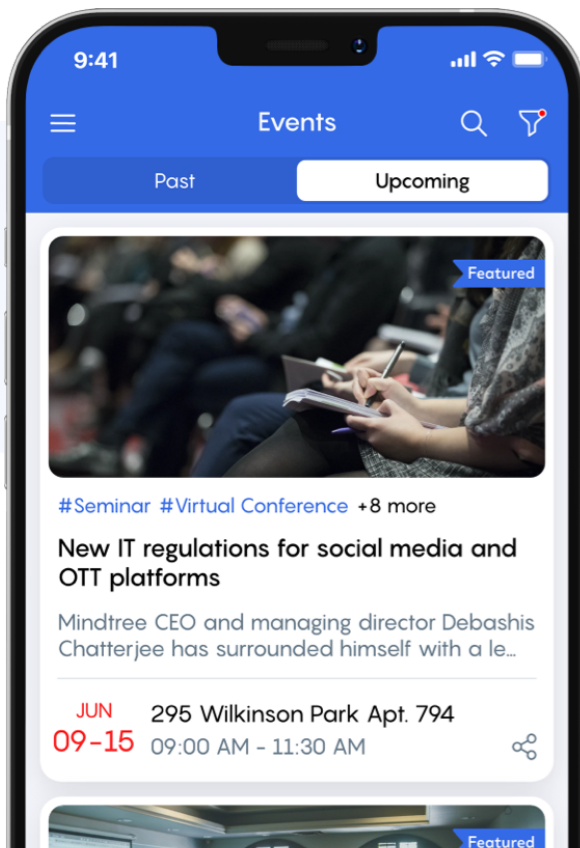 9:41
Events
Past
Upcoming
Featured
#Seminar #Virtual Conference +8 more
New IT regulations for social media and
OTT platforms
Mindtree CEO and managing director Debashis
Chatterjee has surrounded himself with a le...
JUN
09-15
295 Wilkinson Park Apt. 794
09:00 AM - 11:30 AM
Featured